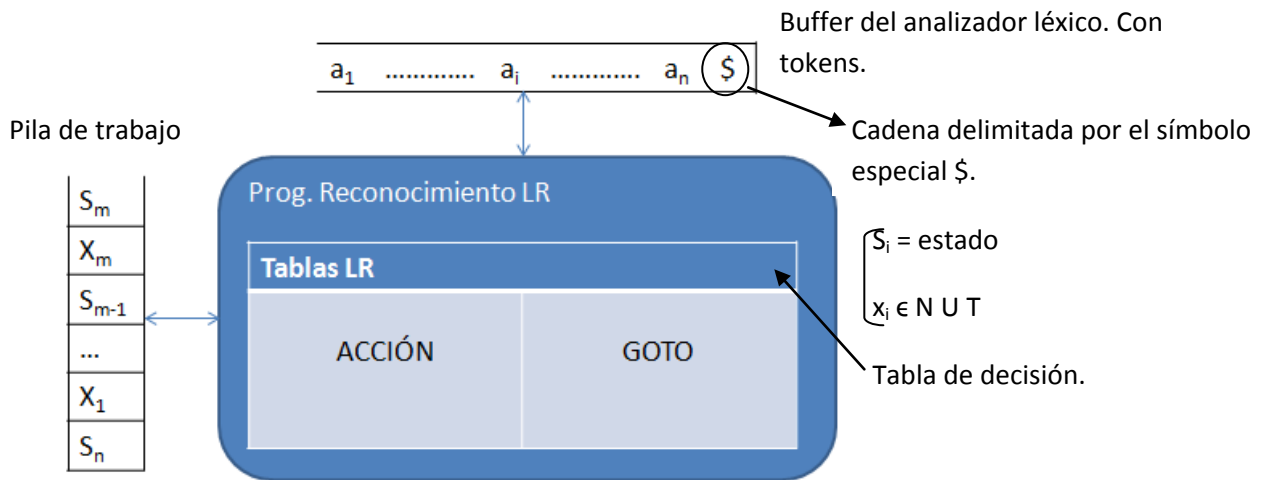 Buffer del analizador léxico. Con
tokens.
a₁ ............. aᵢ ............. aₙ $
Pila de trabajo
Cadena delimitada por el símbolo
especial $.
Sₘ
Xₘ
Sₘ₋₁
...
X₁
Sₙ
Prog. Reconocimiento LR
Tablas LR
ACCIÓN GOTO
Sᵢ = estado
xᵢ ϵ N U T
Tabla de decisión.